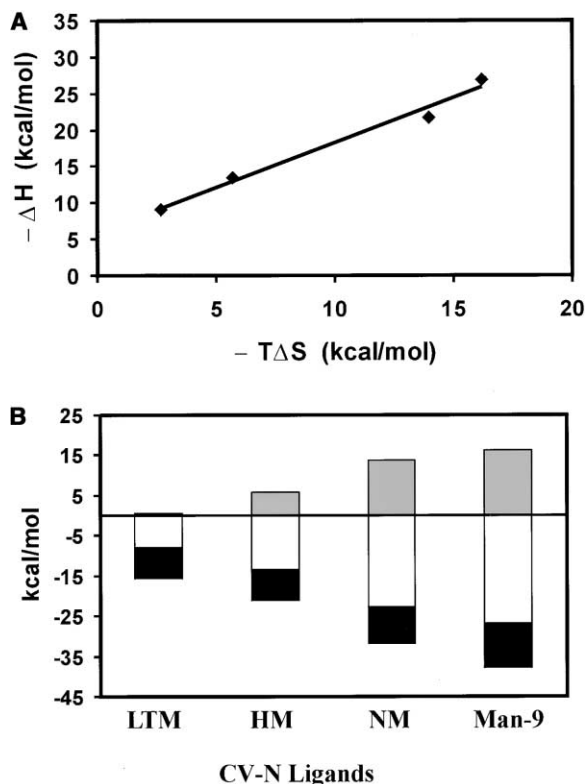 A
35
30
25
20
15
10
5
0
– Δ H (kcal/mol)
0 5 10 15 20
– TΔS (kcal/mol)
B
25
15
5
-5
-15
-25
-35
-45
kcal/mol
LTM HM NM Man-9
CV-N Ligands